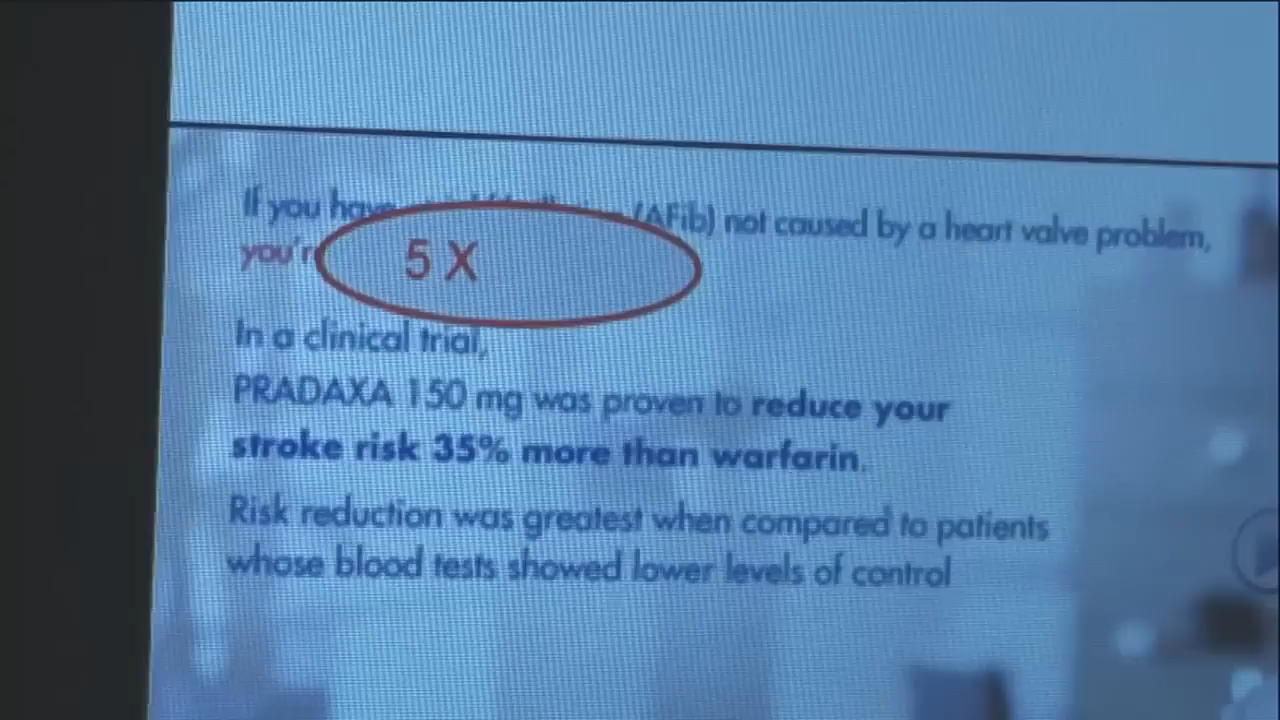 If you have (AFib) not caused by a heart valve problem,
you'r
5 X
In a clinical trial,
PRADAXA 150 mg was proven to reduce your
stroke risk 35% more than warfarin.
Risk reduction was greatest when compared to patients
whose blood tests showed lower levels of control